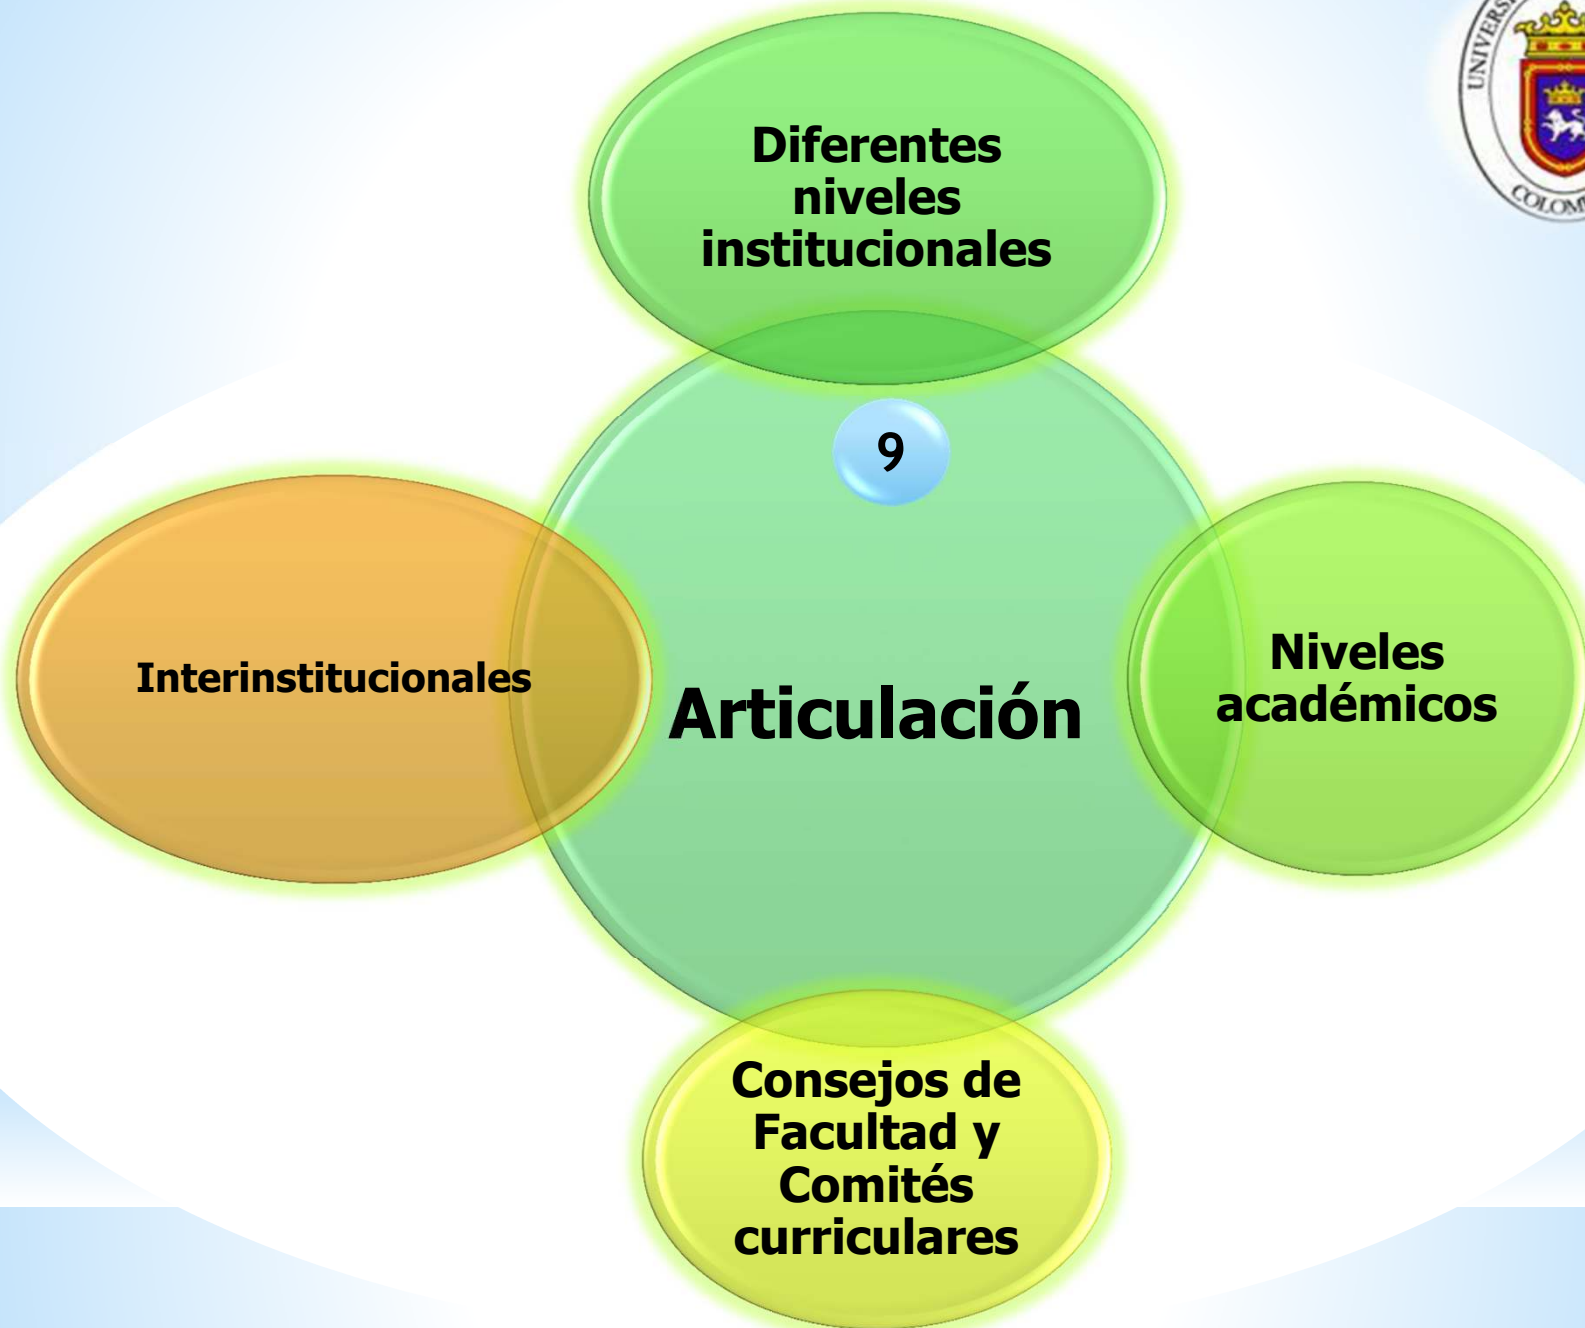 Diferentes
niveles
institucionales
9
Interinstitucionales
Articulación
Niveles
académicos
Consejos de
Facultad y
Comités
curriculares